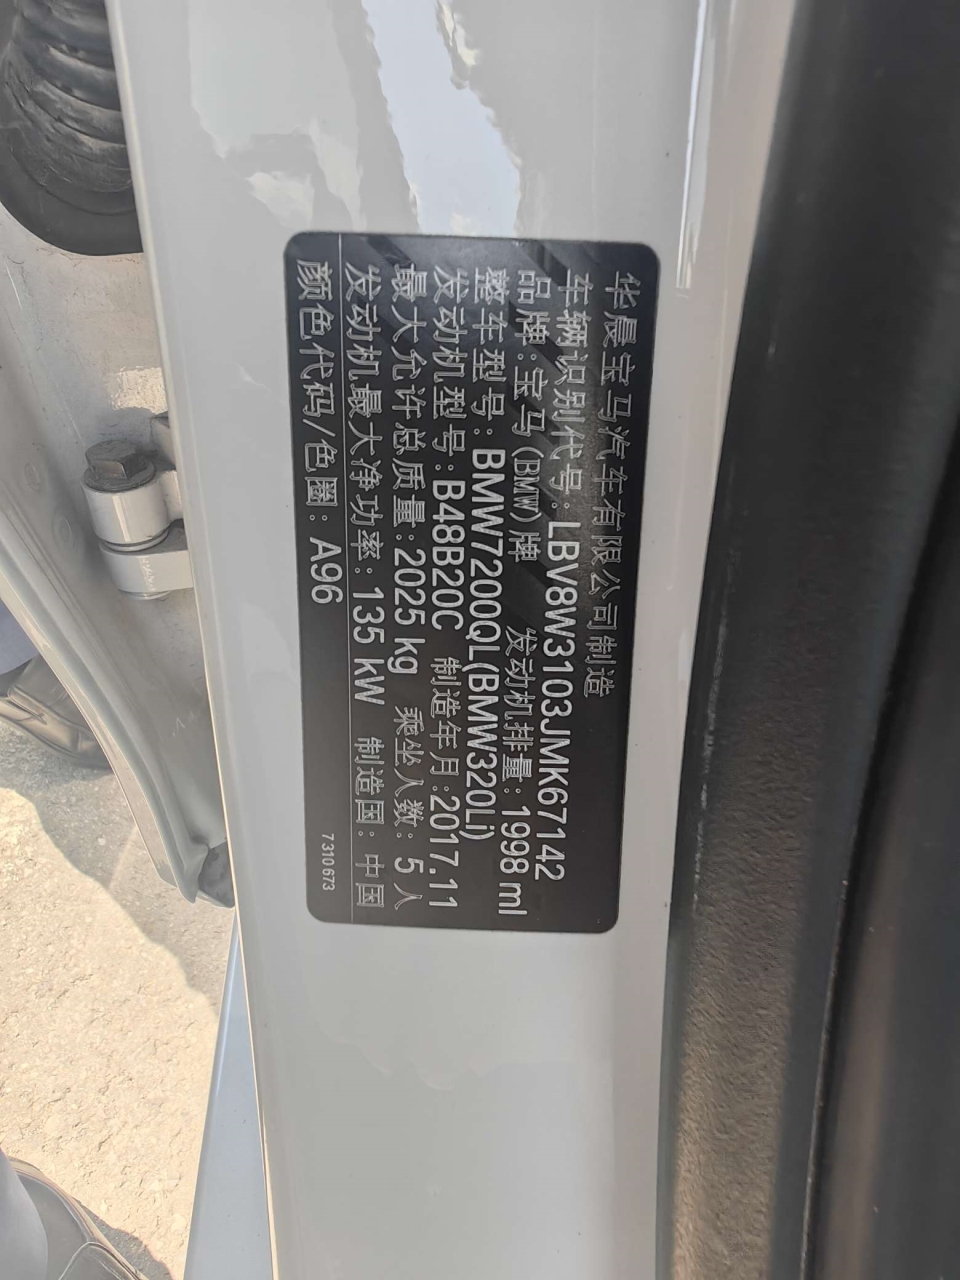 华晨宝马汽车有限公司制造
车辆识别代号:LBV8W3103JMK67142
品牌:宝马(BMW)牌 发动机排量:1998 ml
整车型号:BMW7200QL(BMW320Li)
发动机型号:B48B20C 制造年月:2017.11
最大允许总质量:2025 kg 乘坐人数:5人
发动机最大净功率:135 kW 制造国:中国
颜色代码/色圈:A96 7310673